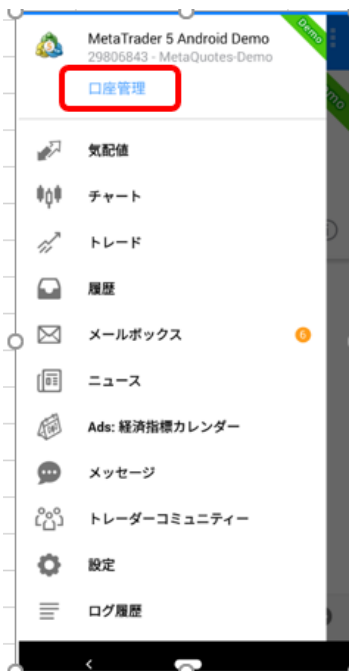 MetaTrader 5 Android Demo
29806843 - MetaQuotes-Demo
Demo
口座管理
気配値
チャート
トレード
履歴
メールボックス
6
ニュース
Ads: 経済指標カレンダー
メッセージ
トレーダーコミュニティー
設定
ログ履歴